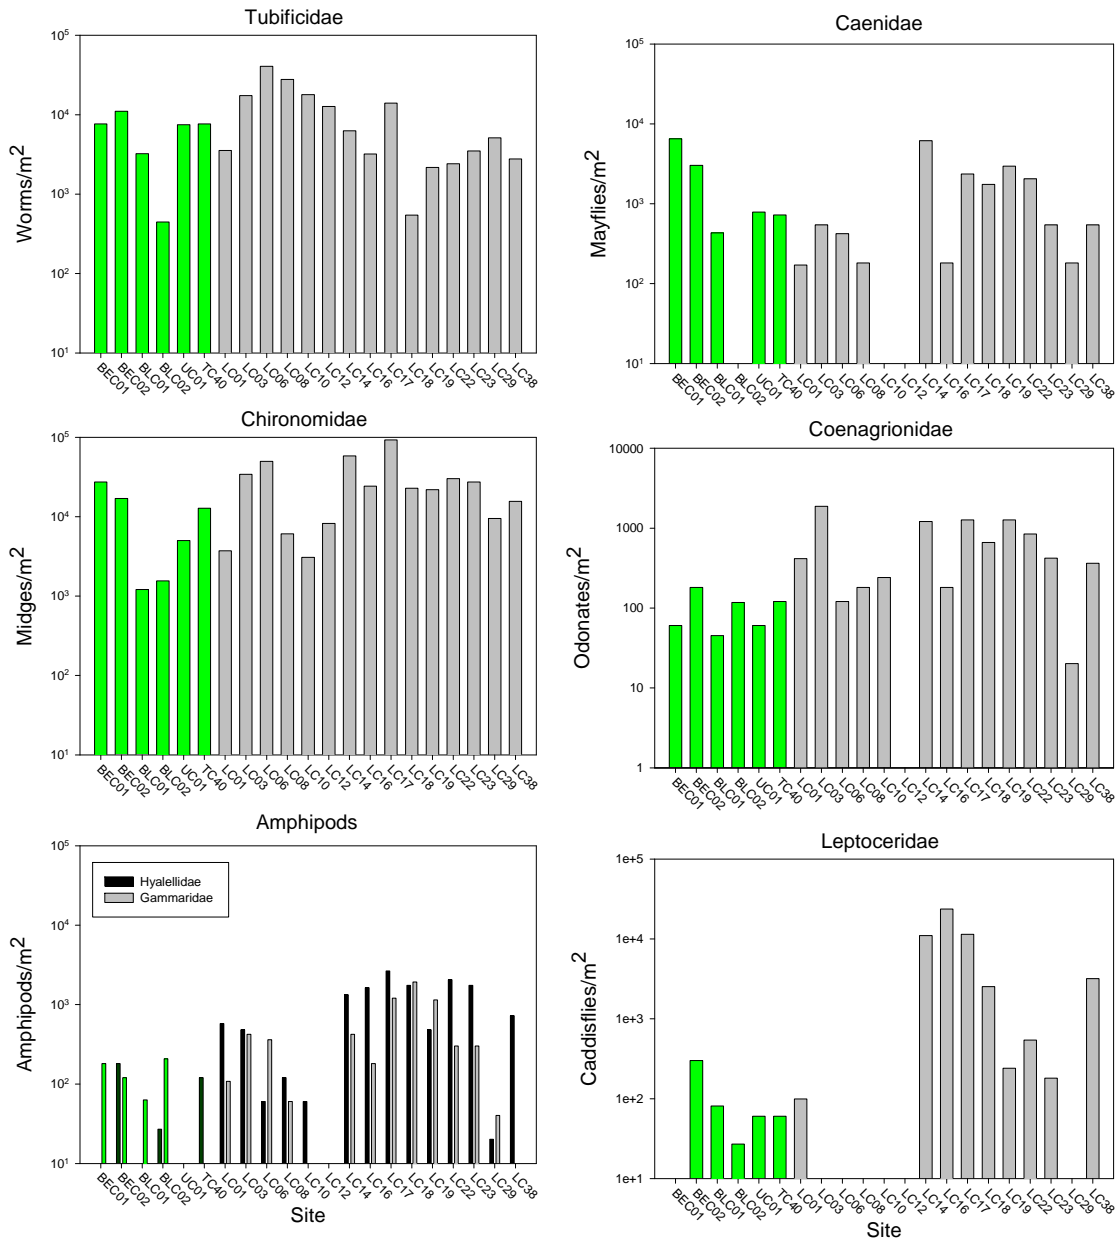 Tubificidae
Worms/m2
10^5
10^4
10^3
10^2
10^1
BEC01 BEC02 BLC01 BLC02 UC01 TC40 LC01 LC03 LC06 LC08 LC10 LC12 LC14 LC16 LC17 LC18 LC19 LC22 LC23 LC29 LC38
Caenidae
Mayflies/m2
10^5
10^4
10^3
10^2
10^1
BEC01 BEC02 BLC01 BLC02 UC01 TC40 LC01 LC03 LC06 LC08 LC10 LC12 LC14 LC16 LC17 LC18 LC19 LC22 LC23 LC29 LC38
Chironomidae
Midges/m2
10^5
10^4
10^3
10^2
10^1
BEC01 BEC02 BLC01 BLC02 UC01 TC40 LC01 LC03 LC06 LC08 LC10 LC12 LC14 LC16 LC17 LC18 LC19 LC22 LC23 LC29 LC38
Coenagrionidae
Odonates/m2
10000
1000
100
10
1
BEC01 BEC02 BLC01 BLC02 UC01 TC40 LC01 LC03 LC06 LC08 LC10 LC12 LC14 LC16 LC17 LC18 LC19 LC22 LC23 LC29 LC38
Amphipods
Amphipods/m2
10^5
10^4
10^3
10^2
10^1
Hyalellidae
Gammaridae
BEC01 BEC02 BLC01 BLC02 UC01 TC40 LC01 LC03 LC06 LC08 LC10 LC12 LC14 LC16 LC17 LC18 LC19 LC22 LC23 LC29 LC38
Site
Leptoceridae
Caddisflies/m2
1e+5
1e+4
1e+3
1e+2
1e+1
BEC01 BEC02 BLC01 BLC02 UC01 TC40 LC01 LC03 LC06 LC08 LC10 LC12 LC14 LC16 LC17 LC18 LC19 LC22 LC23 LC29 LC38
Site